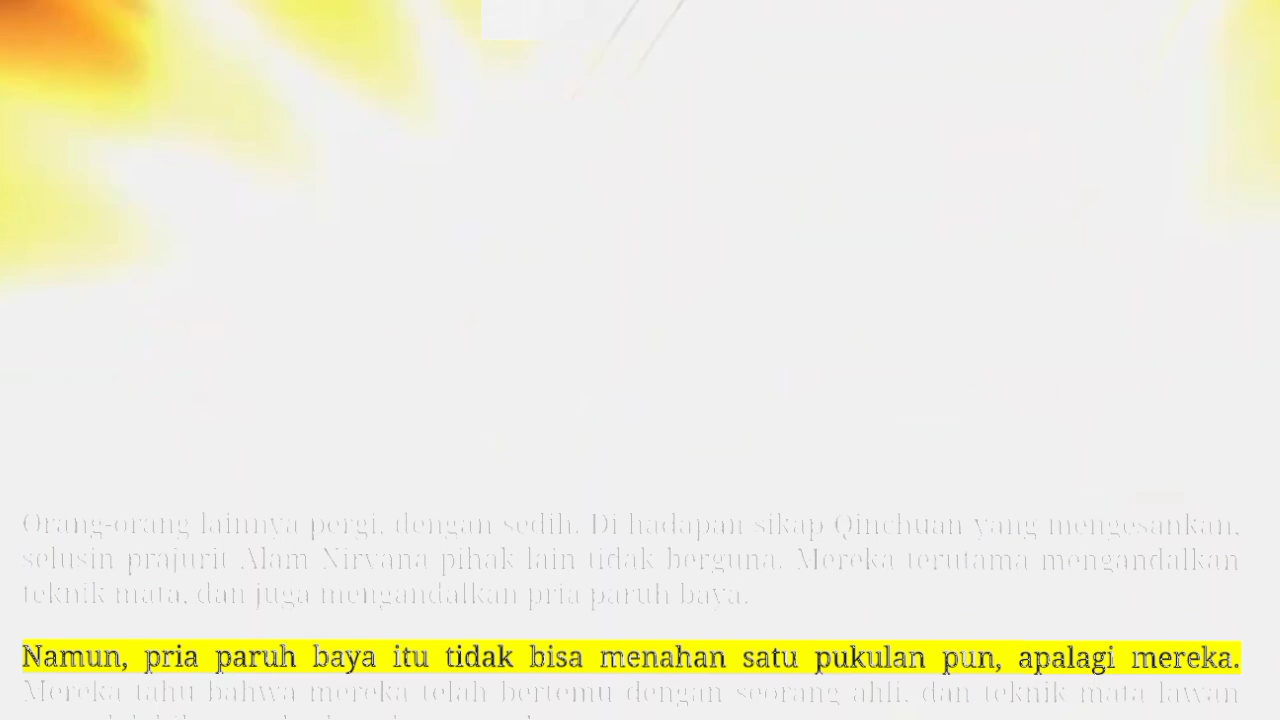 Orang-orang lainnya pergi, dengan sedih. Di hadapan sikap Qinchuan yang mengesankan,
selusin prajurit Alam Nirvana pihak lain tidak berguna. Mereka terutama mengandalkan
teknik mata, dan juga mengandalkan pria paruh baya.
Namun, pria paruh baya itu tidak bisa menahan satu pukulan pun, apalagi mereka.
Mereka tahu bahwa mereka telah bertemu dengan seorang ahli, dan teknik mata lawan